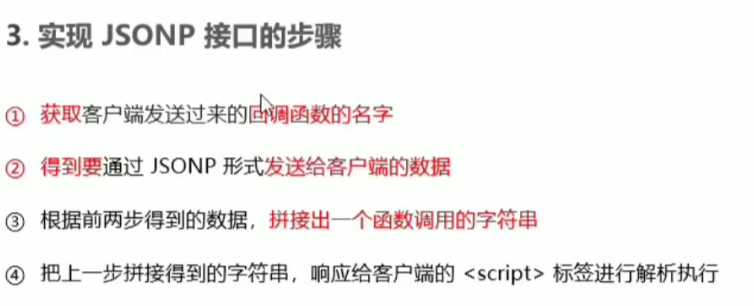 3. 实现 JSONP 接口的步骤
① 获取客户端发送过来的回调函数的名字
② 得到要通过 JSONP 形式发送给客户端的数据
③ 根据前两步得到的数据，拼接出一个函数调用的字符串
④ 把上一步拼接得到的字符串，响应给客户端的 <script> 标签进行解析执行